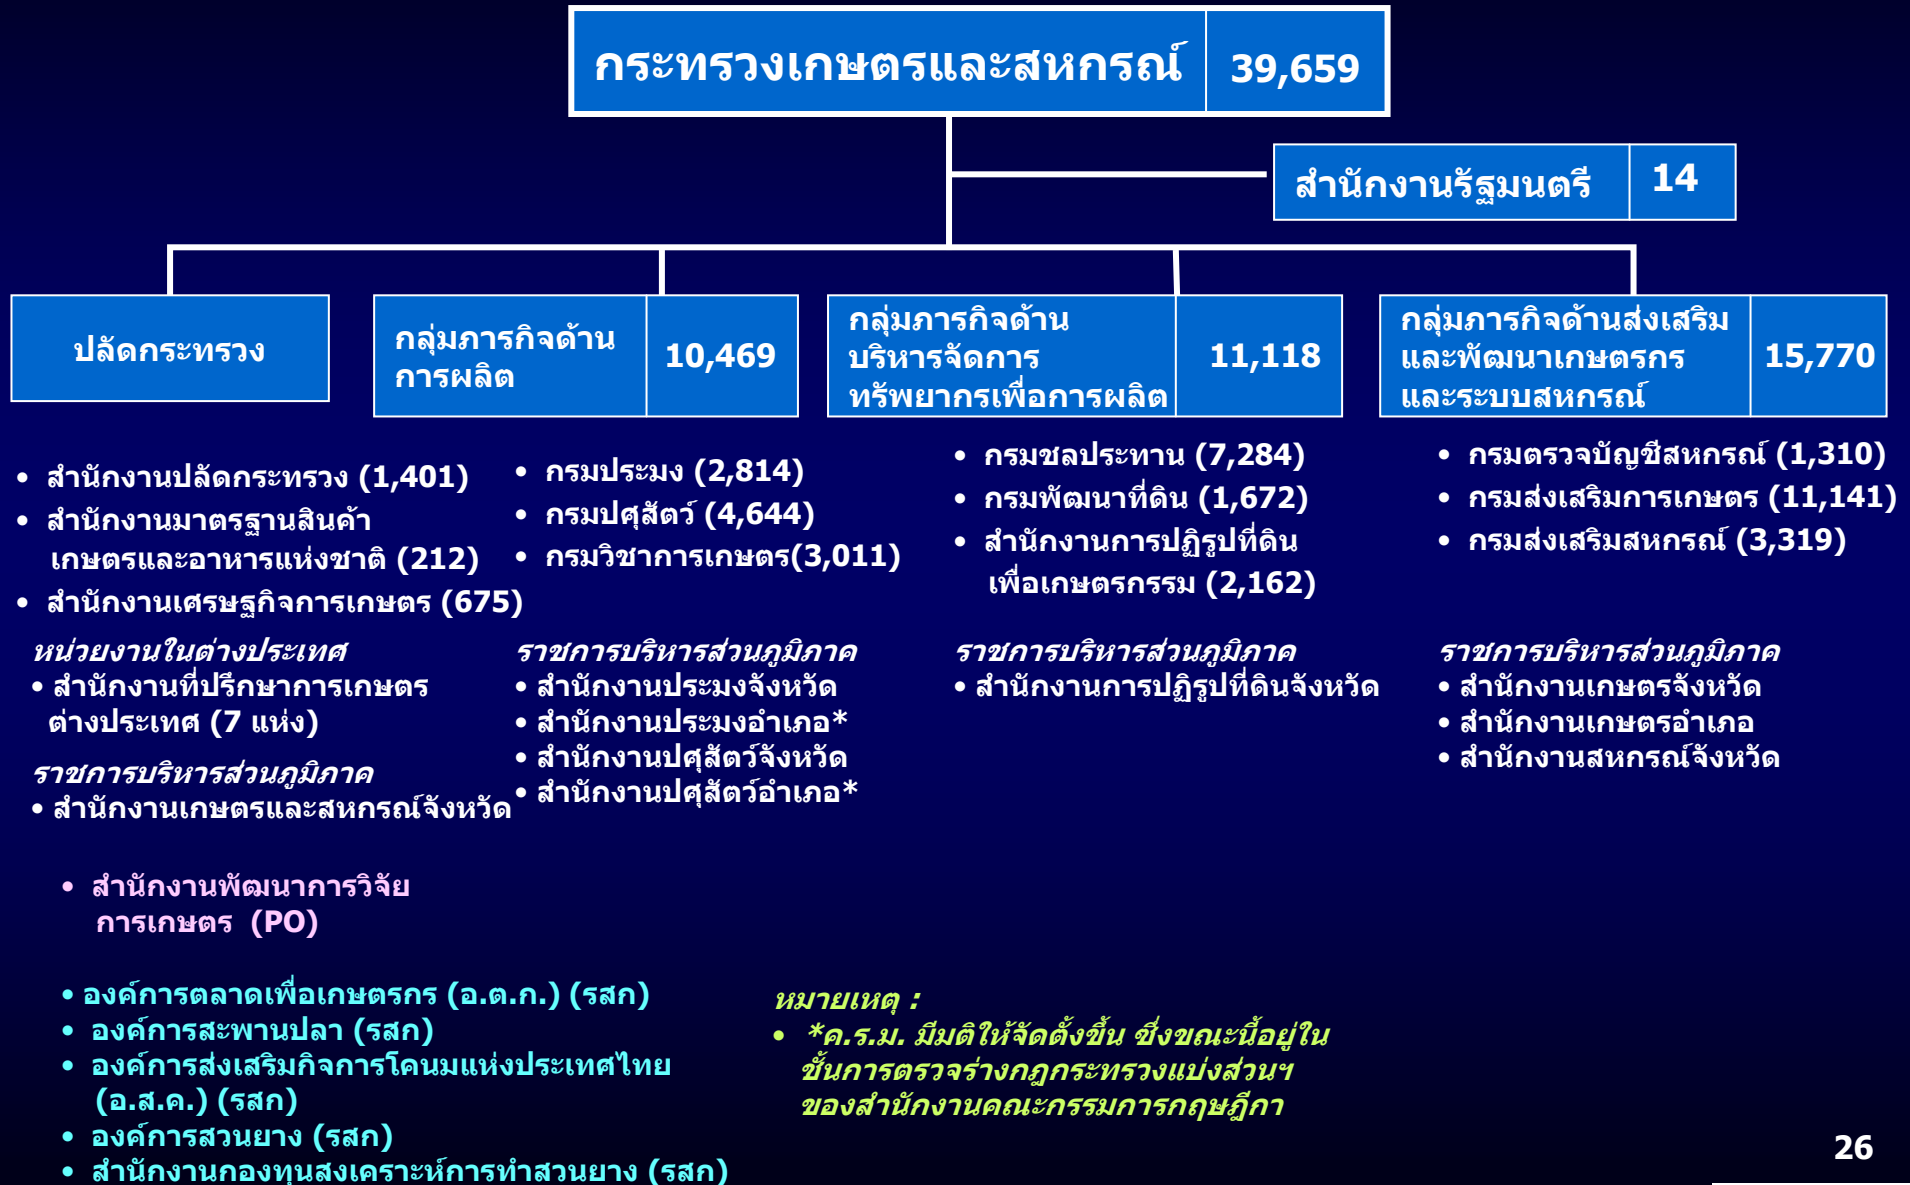 กระทรวงเกษตรและสหกรณ์ 39,659
สำนักงานรัฐมนตรี 14
ปลัดกระทรวง
• สำนักงานปลัดกระทรวง (1,401)
• สำนักงานมาตรฐานสินค้า
เกษตรและอาหารแห่งชาติ (212)
• สำนักงานเศรษฐกิจการเกษตร (675)
หน่วยงานในต่างประเทศ
• สำนักงานที่ปรึกษาการเกษตร
ต่างประเทศ (7 แห่ง)
ราชการบริหารส่วนภูมิภาค
• สำนักงานเกษตรและสหกรณ์จังหวัด
กลุ่มภารกิจด้าน
การผลิต
10,469
• กรมประมง (2,814)
• กรมปศุสัตว์ (4,644)
• กรมวิชาการเกษตร(3,011)
ราชการบริหารส่วนภูมิภาค
• สำนักงานประมงจังหวัด
• สำนักงานประมงอำเภอ*
• สำนักงานปศุสัตว์จังหวัด
• สำนักงานปศุสัตว์อำเภอ*
กลุ่มภารกิจด้าน
บริหารจัดการ
ทรัพยากรเพื่อการผลิต
11,118
• กรมชลประทาน (7,284)
• กรมพัฒนาที่ดิน (1,672)
• สำนักงานการปฏิรูปที่ดิน
เพื่อเกษตรกรรม (2,162)
ราชการบริหารส่วนภูมิภาค
• สำนักงานการปฏิรูปที่ดินจังหวัด
กลุ่มภารกิจด้านส่งเสริม
และพัฒนาเกษตรกร
และระบบสหกรณ์
15,770
• กรมตรวจบัญชีสหกรณ์ (1,310)
• กรมส่งเสริมการเกษตร (11,141)
• กรมส่งเสริมสหกรณ์ (3,319)
ราชการบริหารส่วนภูมิภาค
• สำนักงานเกษตรจังหวัด
• สำนักงานเกษตรอำเภอ
• สำนักงานสหกรณ์จังหวัด
• สำนักงานพัฒนาการวิจัย
การเกษตร (PO)
• องค์การตลาดเพื่อเกษตรกร (อ.ต.ก.) (รสก)
• องค์การสะพานปลา (รสก)
• องค์การส่งเสริมกิจการโคนมแห่งประเทศไทย
(อ.ส.ค.) (รสก)
• องค์การสวนยาง (รสก)
• สำนักงานกองทุนสงเคราะห์การทำสวนยาง (รสก)
หมายเหตุ :
• *ค.ร.ม. มีมติให้จัดตั้งขึ้น ซึ่งขณะนี้อยู่ใน
ชั้นการตรวจร่างกฎกระทรวงแบ่งส่วนฯ
ของสำนักงานคณะกรรมการกฤษฎีกา
26